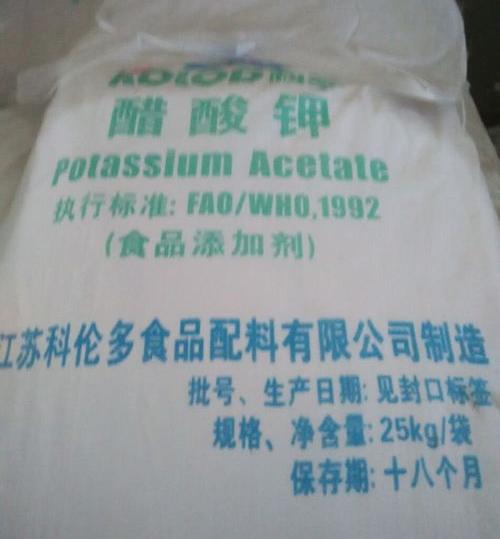 醋酸钾
Potassium Acetate
执行标准: FAO/WHO,1992
(食品添加剂)
江苏科伦多食品配料有限公司制造
批号、生产日期: 见封口标签
规格、净含量: 25kg/袋
保存期: 十八个月